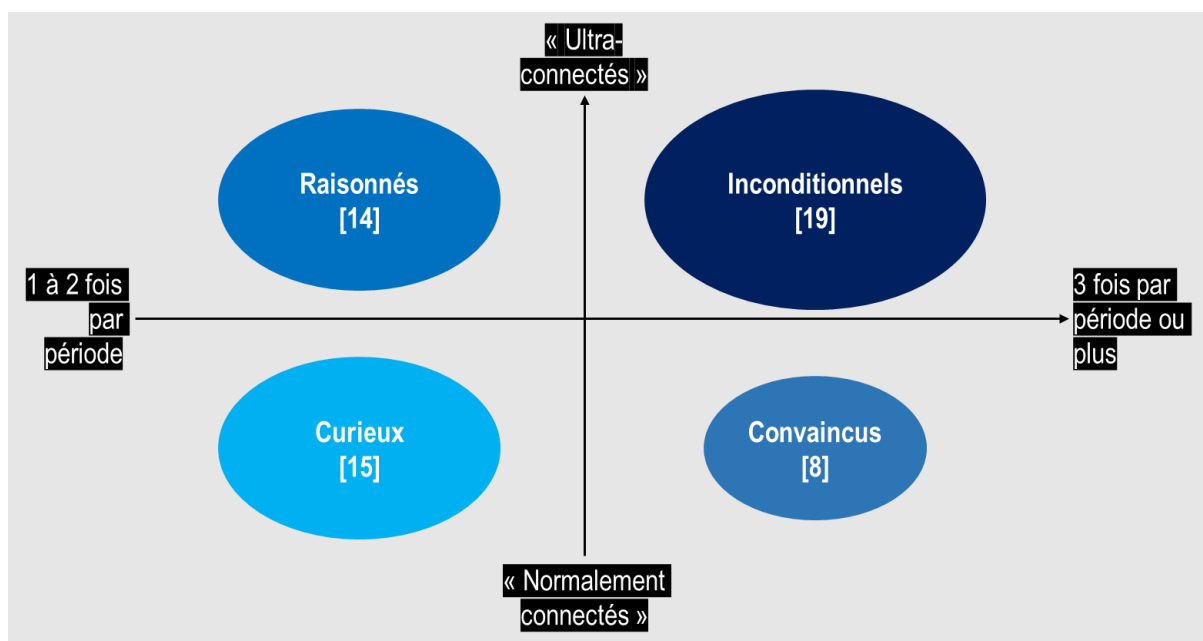 « Ultra-
connectés »
Raisonnés
[14]
Inconditionnels
[19]
1 à 2 fois
par
période
3 fois par
période ou
plus
Curieux
[15]
Convaincus
[8]
« Normalement
connectés »